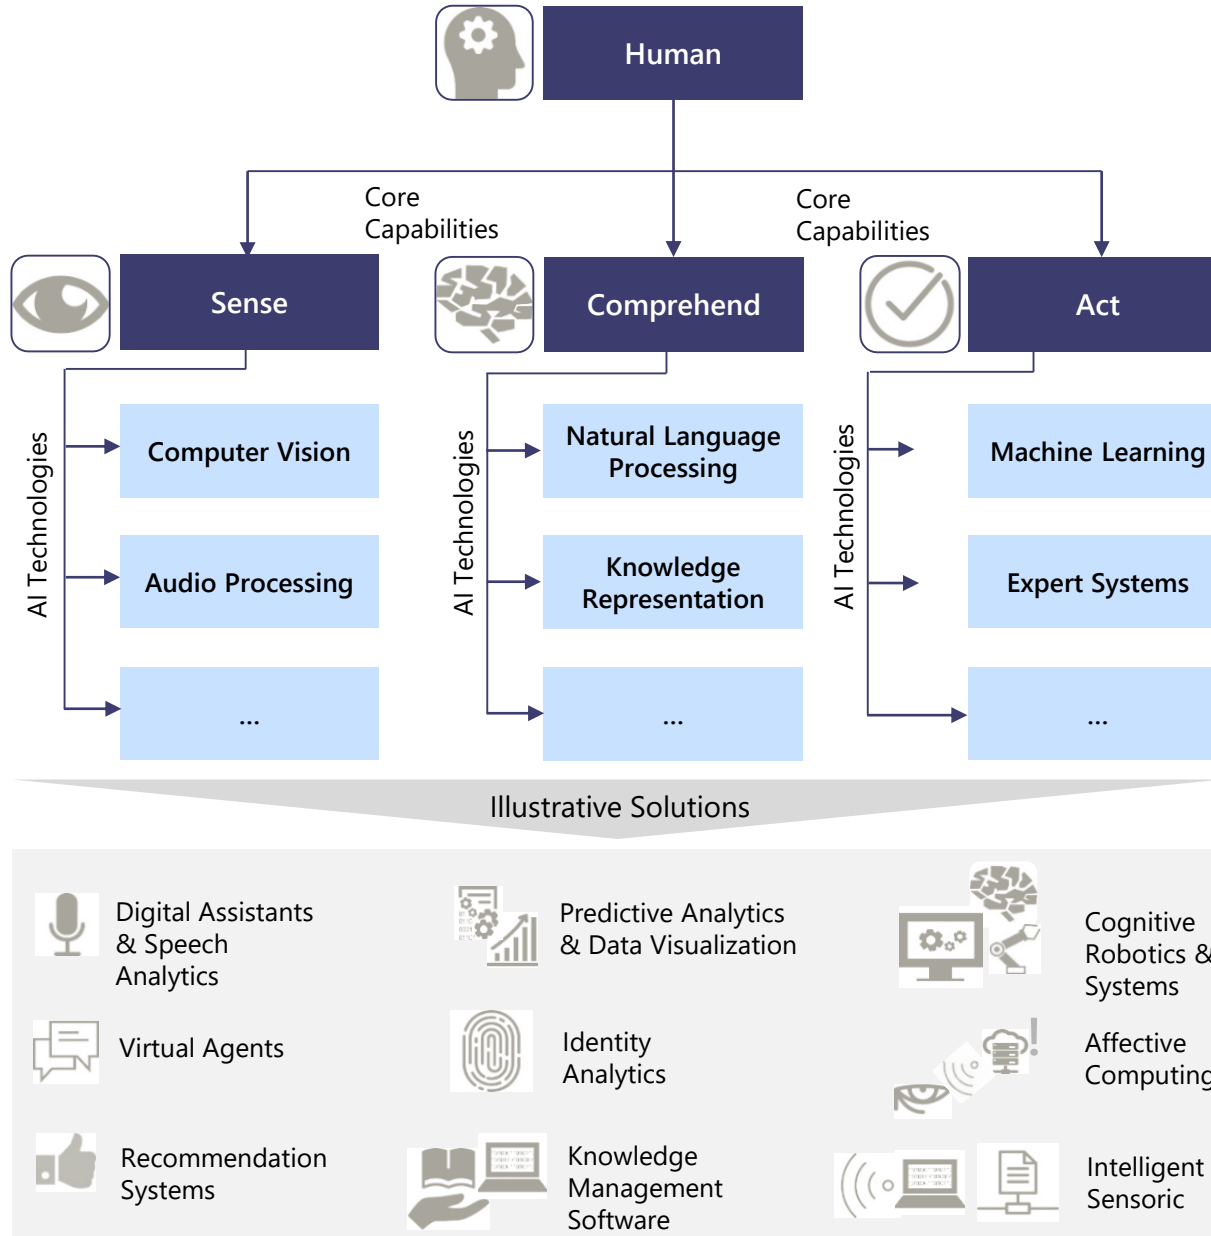 Human
Core
Capabilities
Core
Capabilities
Sense
Comprehend
Act
AI Technologies
Computer Vision
Audio Processing
...
AI Technologies
Natural Language
Processing
Knowledge
Representation
...
AI Technologies
Machine Learning
Expert Systems
...
Illustrative Solutions
Digital Assistants
& Speech
Analytics
Predictive Analytics
& Data Visualization
Cognitive
Robotics &
Systems
Virtual Agents
Identity
Analytics
Affective
Computing
Recommendation
Systems
Knowledge
Management
Software
Intelligent
Sensoric